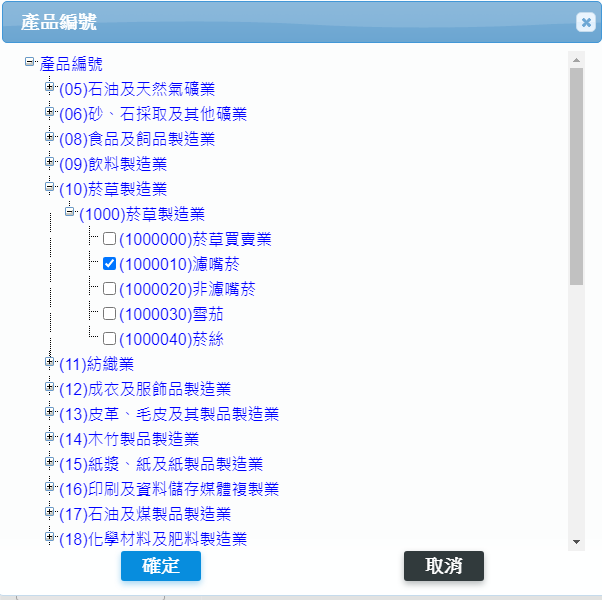 產品編號
產品編號
(05)石油及天然氣礦業
(06)砂、石採取及其他礦業
(08)食品及飼品製造業
(09)飲料製造業
(10)菸草製造業
(1000)菸草製造業
(1000000)菸草買賣業
(1000010)濾嘴菸
(1000020)非濾嘴菸
(1000030)雪茄
(1000040)菸絲
(11)紡織業
(12)成衣及服飾品製造業
(13)皮革、毛皮及其製品製造業
(14)木竹製品製造業
(15)紙漿、紙及紙製品製造業
(16)印刷及資料儲存媒體複製業
(17)石油及煤製品製造業
(18)化學材料及肥料製造業
確定
取消